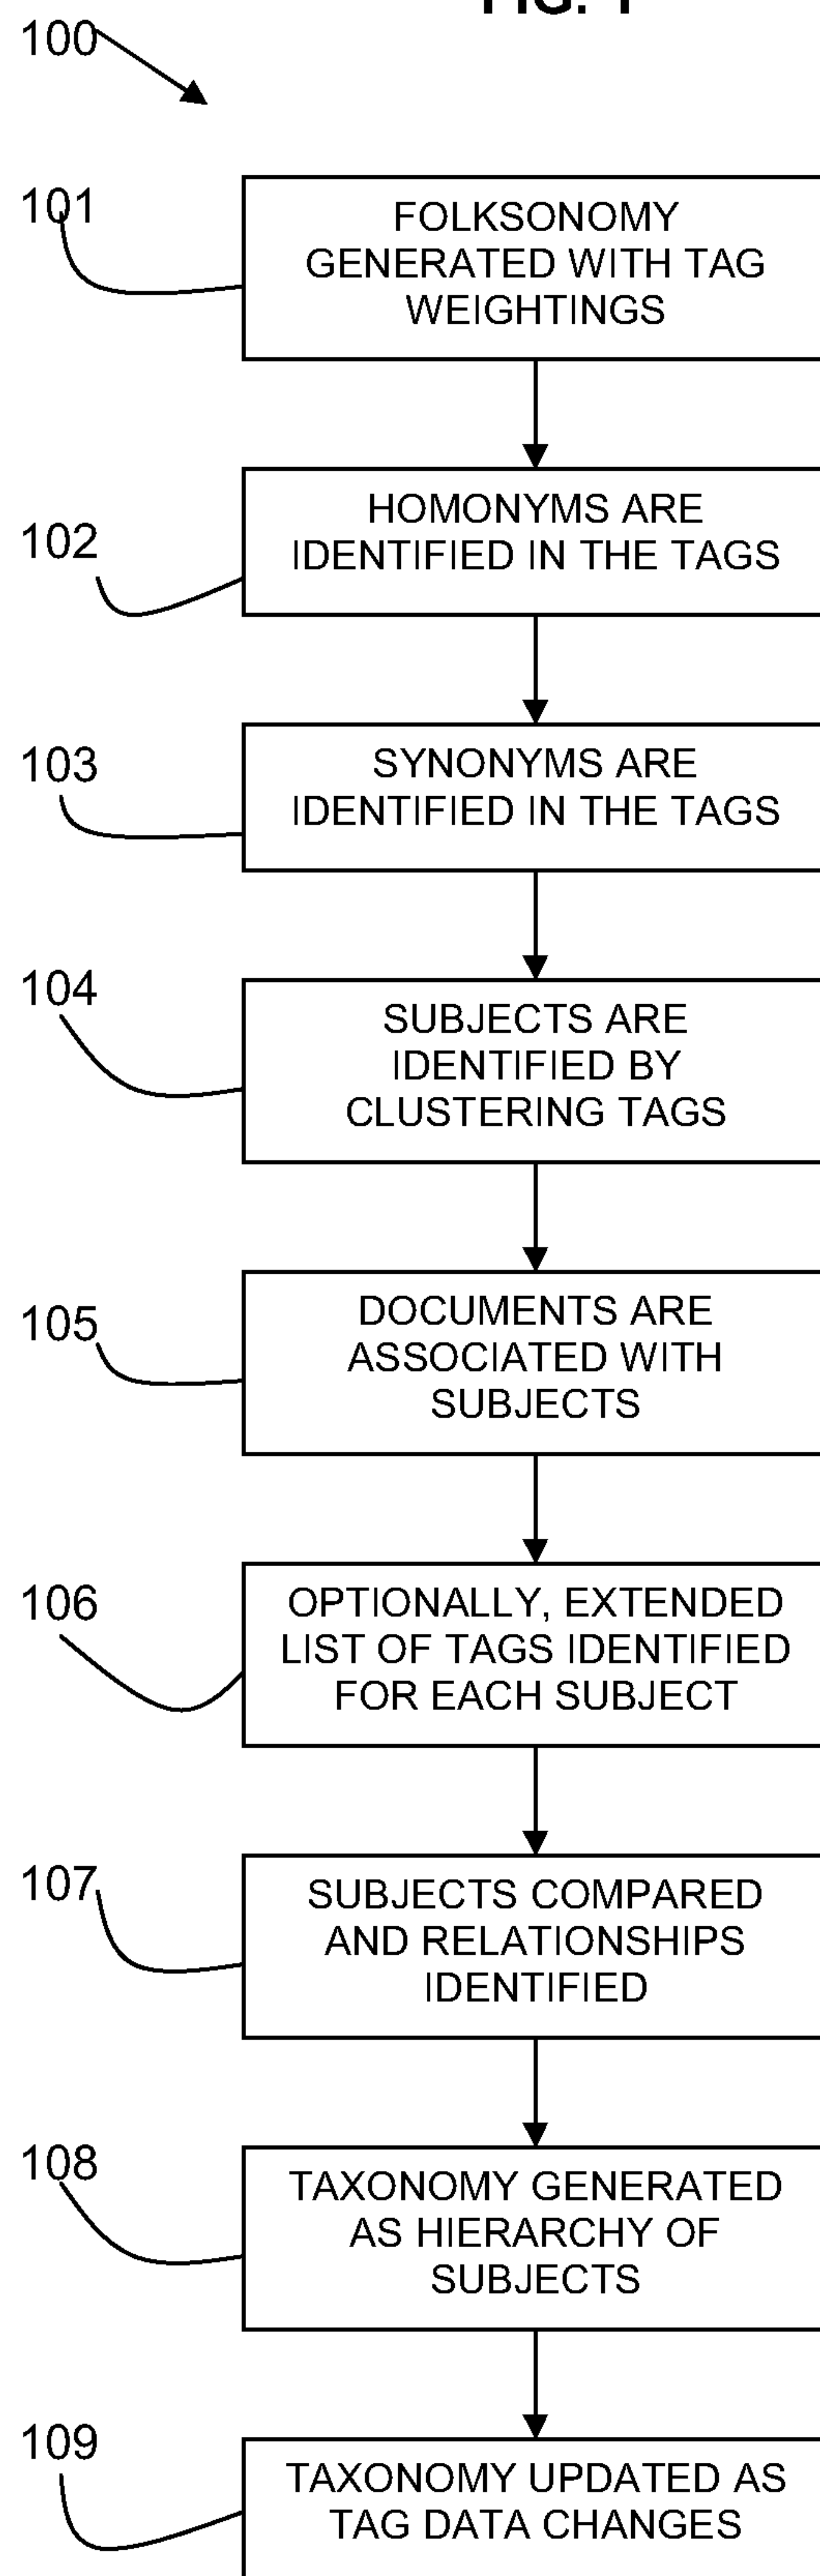 FIG. 1
100
101
FOLKSONOMY
GENERATED WITH TAG
WEIGHTINGS
102
HOMONYMS ARE
IDENTIFIED IN THE TAGS
103
SYNONYMS ARE
IDENTIFIED IN THE TAGS
104
SUBJECTS ARE
IDENTIFIED BY
CLUSTERING TAGS
105
DOCUMENTS ARE
ASSOCIATED WITH
SUBJECTS
106
OPTIONALLY, EXTENDED
LIST OF TAGS IDENTIFIED
FOR EACH SUBJECT
107
SUBJECTS COMPARED
AND RELATIONSHIPS
IDENTIFIED
108
TAXONOMY GENERATED
AS HIERARCHY OF
SUBJECTS
109
TAXONOMY UPDATED AS
TAG DATA CHANGES